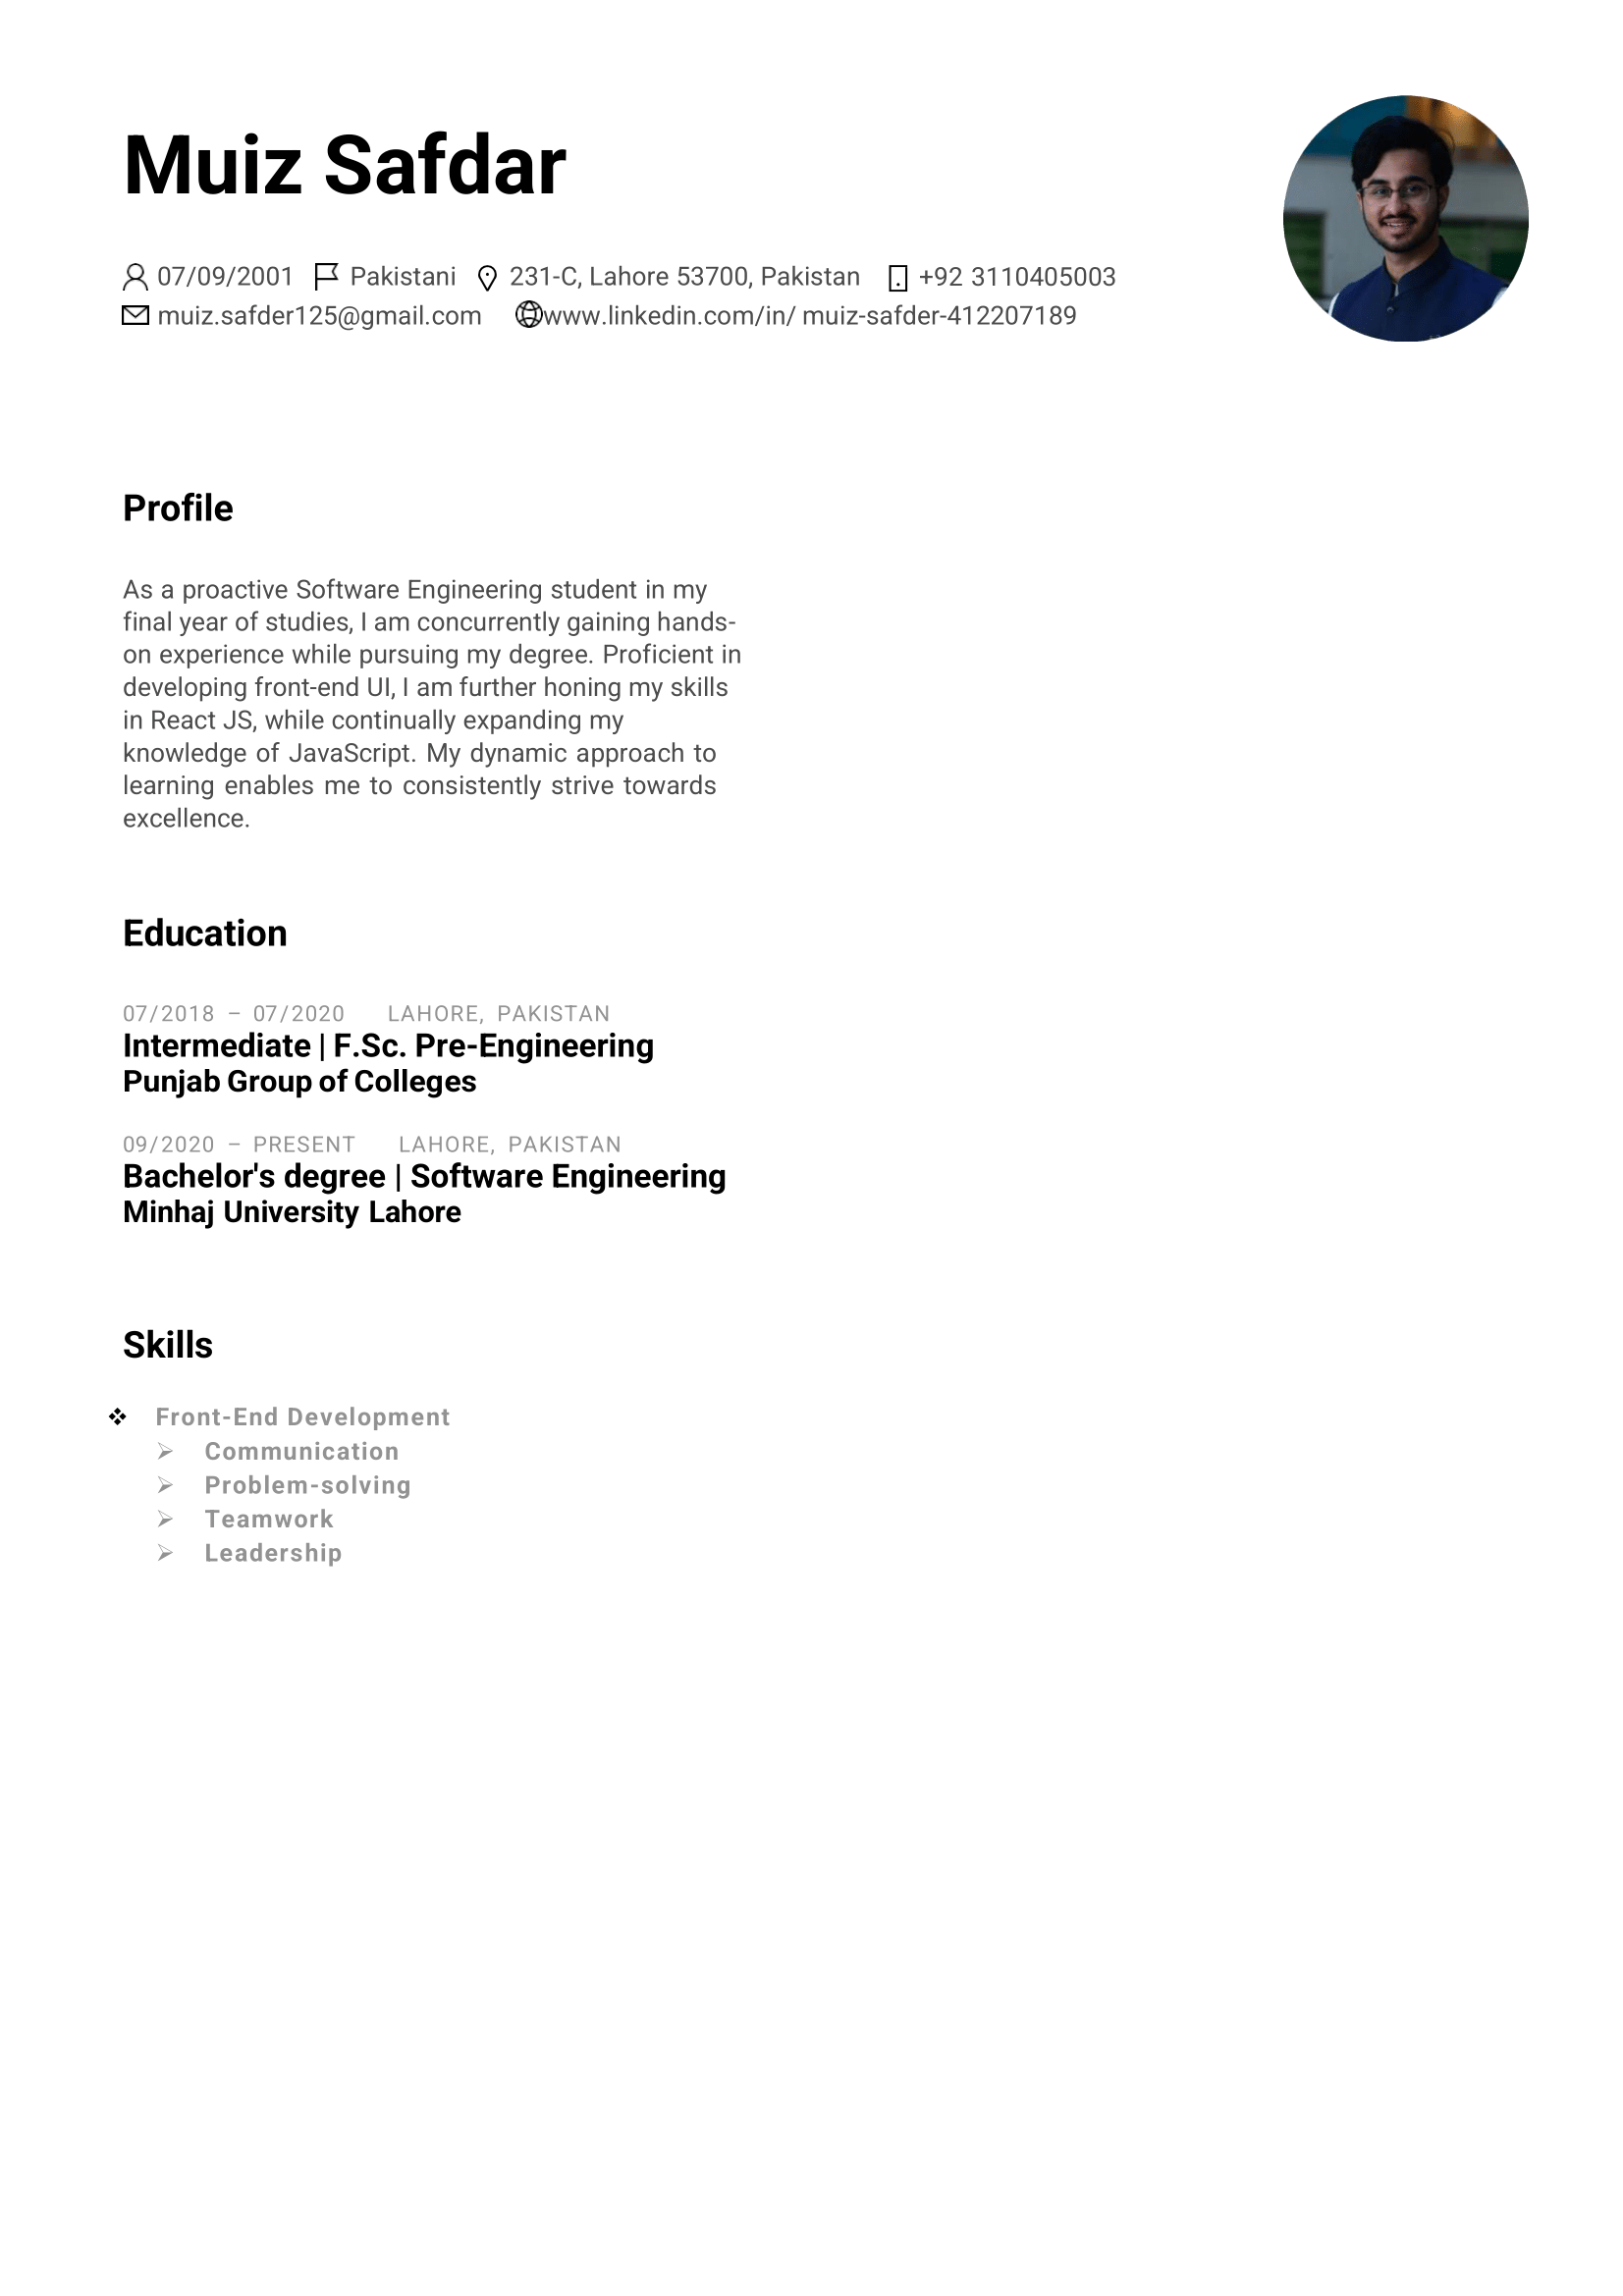 Muiz Safdar
07/09/2001 Pakistani 231-C, Lahore 53700, Pakistan +92 3110405003
muiz.safder125@gmail.com www.linkedin.com/in/ muiz-safder-412207189
Profile
As a proactive Software Engineering student in my
final year of studies, I am concurrently gaining hands-
on experience while pursuing my degree. Proficient in
developing front-end UI, I am further honing my skills
in React JS, while continually expanding my
knowledge of JavaScript. My dynamic approach to
learning enables me to consistently strive towards
excellence.
Education
07/2018 – 07/2020 LAHORE, PAKISTAN
Intermediate | F.Sc. Pre-Engineering
Punjab Group of Colleges
09/2020 – PRESENT LAHORE, PAKISTAN
Bachelor's degree | Software Engineering
Minhaj University Lahore
Skills
❖ Front-End Development
➢ Communication
➢ Problem-solving
➢ Teamwork
➢ Leadership